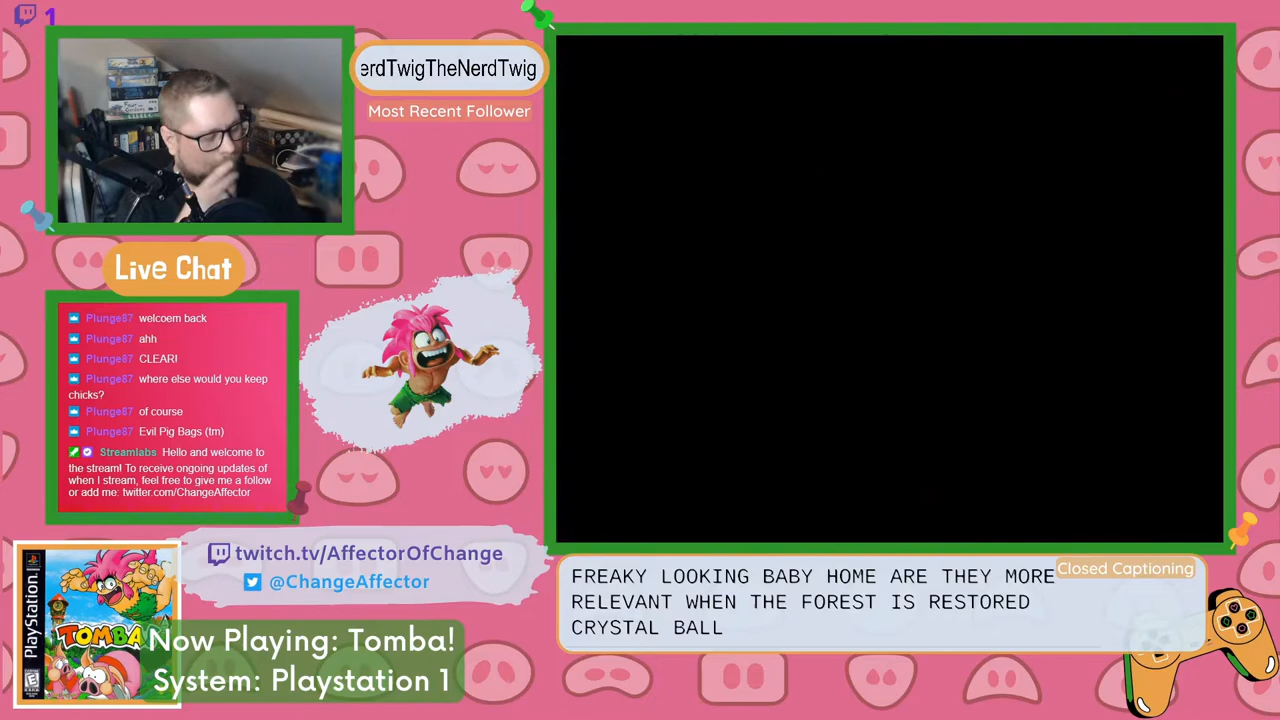 1
erdTwigTheNerdTwig
Most Recent Follower
Live Chat
Plunge87 welcoem back
Plunge87 ahh
Plunge87 CLEAR!
Plunge87 where else would you keep
chicks?
Plunge87 of course
Plunge87 Evil Pig Bags (tm)
Streamlabs Hello and welcome to
the stream! To receive ongoing updates of
when I stream, feel free to give me a follow
or add me: twitter.com/ChangeAffector
twitch.tv/AffectorOfChange
@ChangeAffector
PlayStation
TOMBA
Now Playing: Tomba!
System: Playstation 1
Closed Captioning
FREAKY LOOKING BABY HOME ARE THEY MORE
RELEVANT WHEN THE FOREST IS RESTORED
CRYSTAL BALL